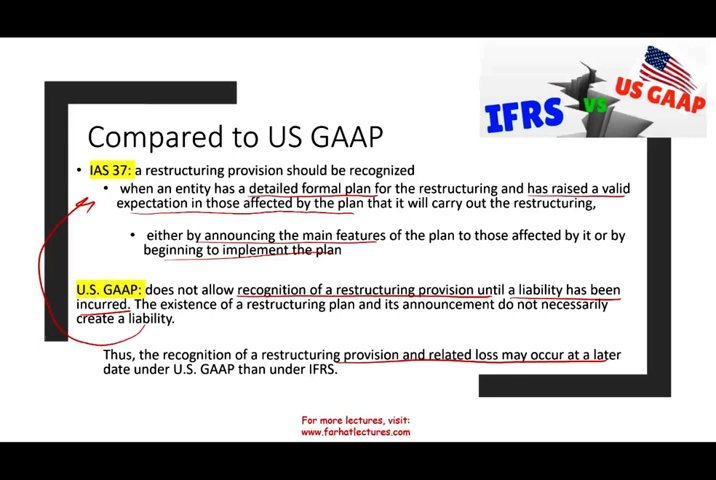 IFRS VS US GAAP
Compared to US GAAP
• IAS 37: a restructuring provision should be recognized
• when an entity has a detailed formal plan for the restructuring and has raised a valid
expectation in those affected by the plan that it will carry out the restructuring,
• either by announcing the main features of the plan to those affected by it or by
beginning to implement the plan
U.S. GAAP: does not allow recognition of a restructuring provision until a liability has been
incurred. The existence of a restructuring plan and its announcement do not necessarily
create a liability.
Thus, the recognition of a restructuring provision and related loss may occur at a later
date under U.S. GAAP than under IFRS.
For more lectures, visit:
www.farhatlectures.com